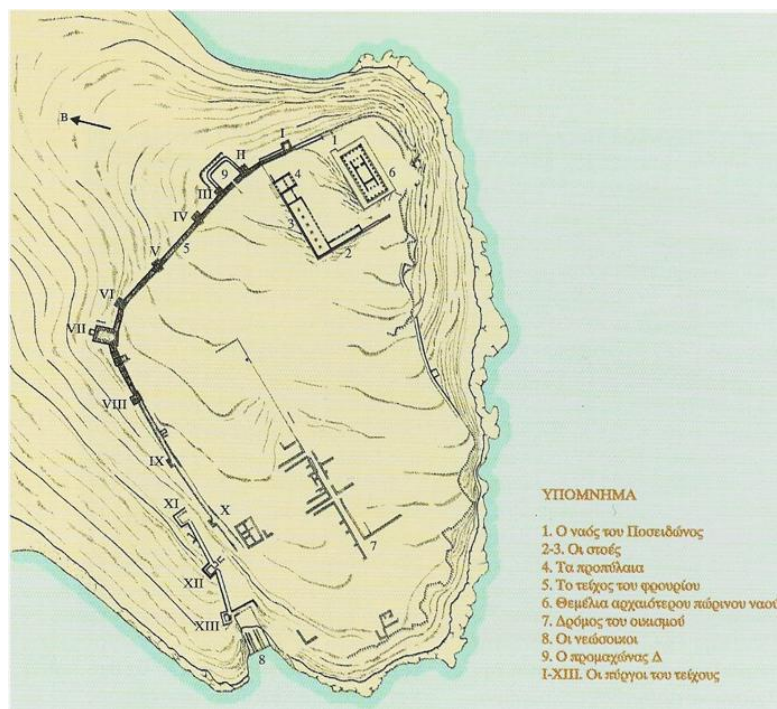 B
I
1
II
9
4
6
III
IV
3
5
2
V
VI
VII
VIII
IX
XI
X
7
XII
XIII
8
ΥΠΟΜΝΗΜΑ
1. Ο ναός του Ποσειδώνος
2-3. Οι στοές
4. Τα προπύλαια
5. Το τείχος του φρουρίου
6. Θεμέλια αρχαιότερου πώρινου ναού
7. Δρόμος του οικισμού
8. Οι νεώσοικοι
9. Ο προμαχώνας Δ
I-XIII. Οι πύργοι του τείχους